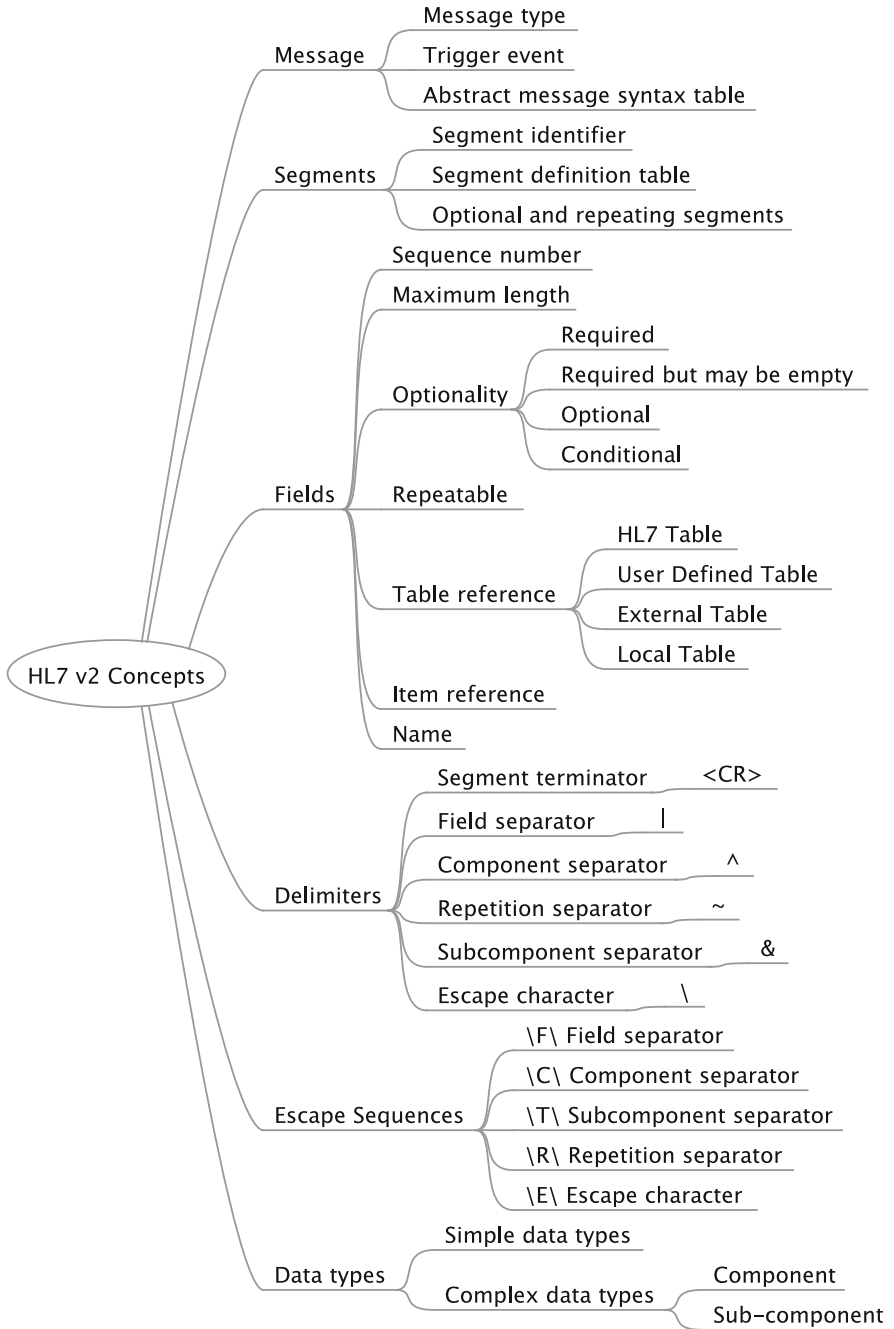 Message type
Message
Trigger event
Abstract message syntax table
Segment identifier
Segments
Segment definition table
Optional and repeating segments
Sequence number
Maximum length
Required
Required but may be empty
Optionality
Optional
Conditional
Fields
Repeatable
HL7 Table
User Defined Table
Table reference
External Table
Local Table
HL7 v2 Concepts
Item reference
Name
Segment terminator <CR>
Field separator |
Component separator ^
Delimiters
Repetition separator ~
Subcomponent separator &
Escape character \
\F\ Field separator
\C\ Component separator
Escape Sequences
\T\ Subcomponent separator
\R\ Repetition separator
\E\ Escape character
Simple data types
Data types
Complex data types
Component
Sub-component